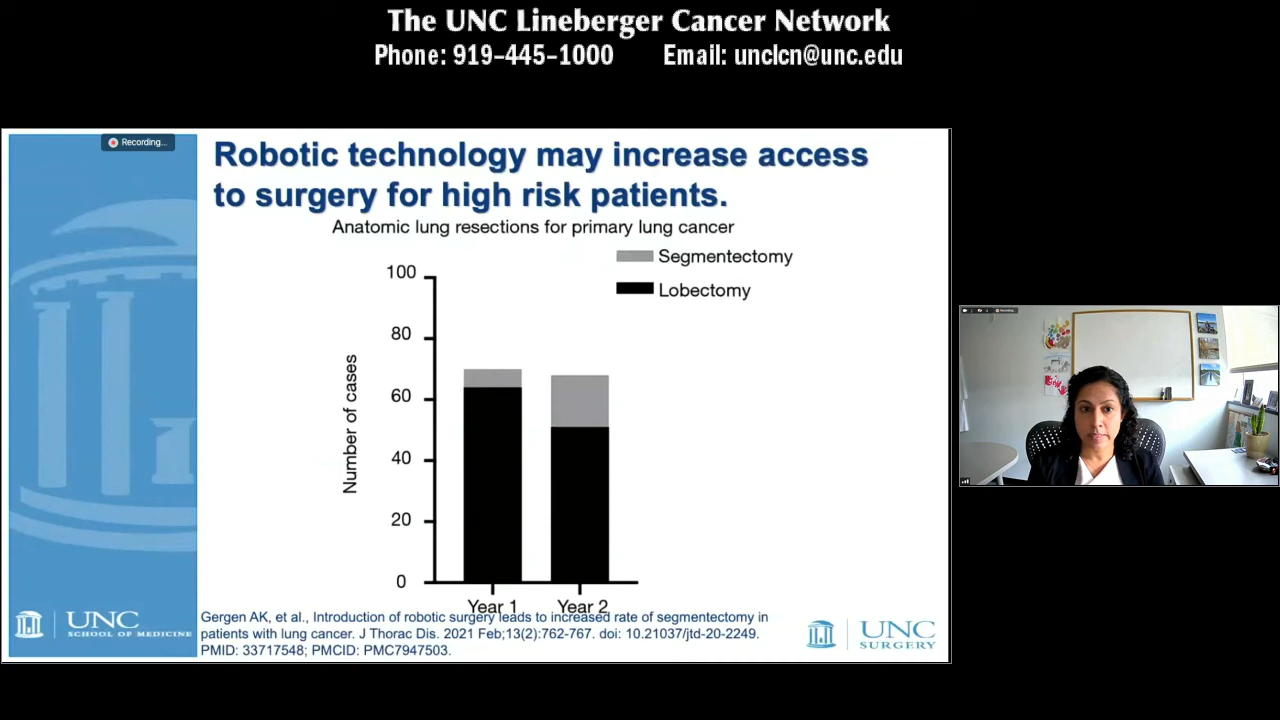 The UNC Lineberger Cancer Network
Phone: 919-445-1000 Email: unclcn@unc.edu
Recording...
Robotic technology may increase access
to surgery for high risk patients.
Anatomic lung resections for primary lung cancer
Segmentectomy
Lobectomy
100
80
60
40
20
0
Number of cases
Year 1 Year 2
Gergen AK, et al., Introduction of robotic surgery leads to increased rate of segmentectomy in
patients with lung cancer. J Thorac Dis. 2021 Feb;13(2):762-767. doi: 10.21037/jtd-20-2249.
PMID: 33717548; PMCID: PMC7947503.
UNC
SCHOOL OF MEDICINE
UNC
SURGERY